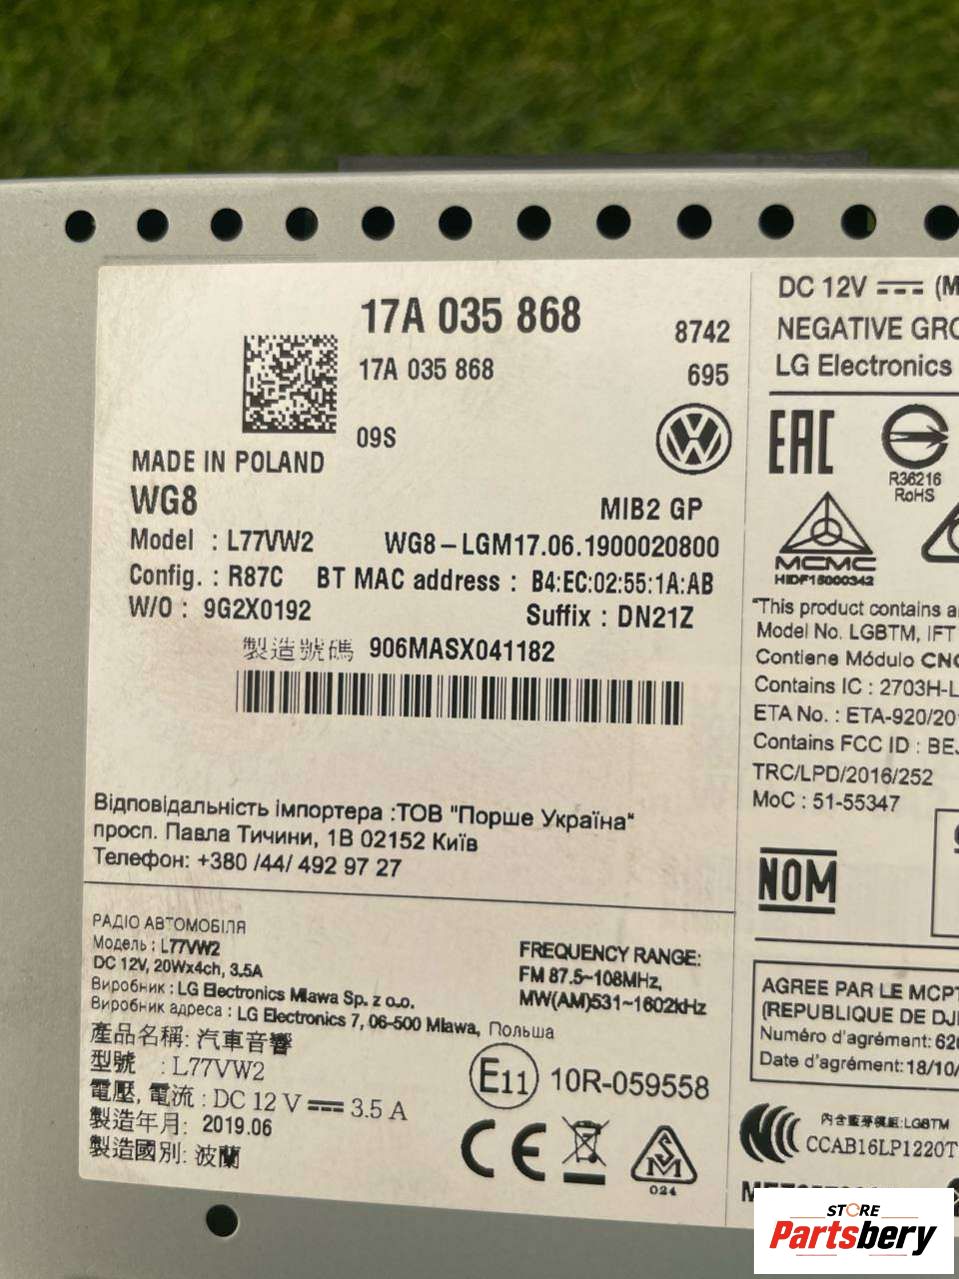 17A 035 868
8742
17A 035 868
695
09S
MADE IN POLAND
WG8
MIB2 GP
Model : L77VW2
WG8-LGM17.06.1900020800
Config. : R87C BT MAC address : B4:EC:02:55:1A:AB
W/O : 9G2X0192
Suffix : DN21Z
製造號碼 906MASX041182
Відповідальність імпортера :ТОВ "Порше Україна"
просп. Павла Тичини, 1В 02152 Київ
Телефон: +380 /44/ 492 97 27
РАДІО АВТОМОБІЛЯ
Модель : L77VW2
DC 12V, 20Wx4ch, 3.5A
Виробник : LG Electronics Mlawa Sp. z o.o.
Виробник адреса : LG Electronics 7, 06-500 Mlawa, Польша
FREQUENCY RANGE:
FM 87.5~108MHz,
MW(AM)531~1602kHz
產品名稱: 汽車音響
型號 : L77VW2
電壓, 電流 : DC 12 V 3.5 A
製造年月: 2019.06
製造國別: 波蘭
E11 10R-059558
CE
SM
024
DC 12V (M
NEGATIVE GRO
LG Electronics
EAC
R36216
RoHS
MCMC
HIDF15000342
"This product contains a
Model No. LGBTM, IFT
Contiene Módulo CNC
Contains IC : 2703H-L
ETA No. : ETA-920/20
Contains FCC ID : BEJ
TRC/LPD/2016/252
MoC : 51-55347
NOM
AGREE PAR LE MCPT
(REPUBLIQUE DE DJI
Numéro d'agrément: 62
Date d'agrément: 18/10/
內含藍芽模組:LGBTM
CCAB16LP1220T
STORE
Partsbery